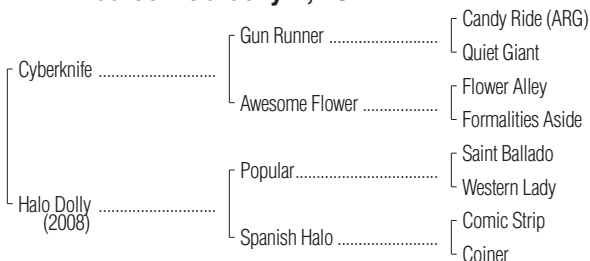 Candy Ride (ARG)
Gun Runner ........................
Quiet Giant
Cyberknife ...........................
Flower Alley
Awesome Flower .................
Formalities Aside
Saint Ballado
Popular................................
Western Lady
Halo Dolly ...........................
(2008)
Comic Strip
Spanish Halo .......................
Coiner